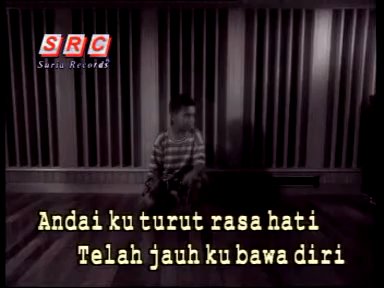 SRC
Suria Records
Andai ku turut rasa hati
Telah jauh ku bawa diri